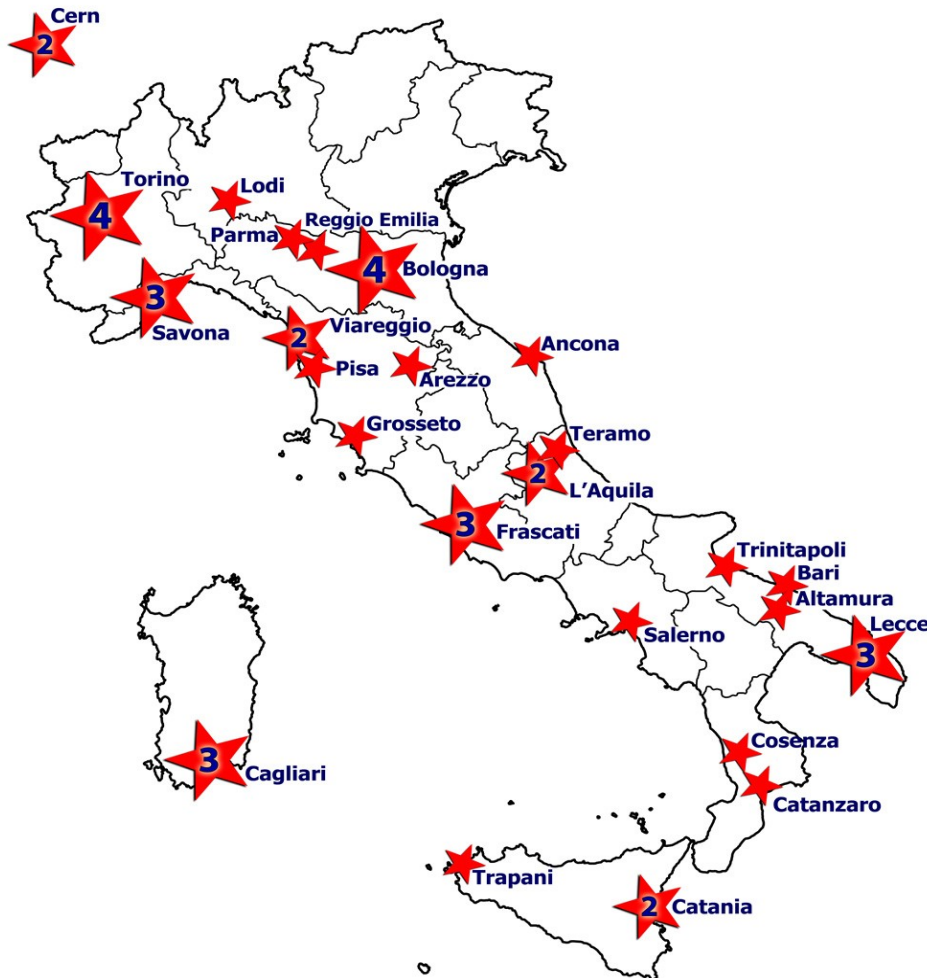 Cern
2
Torino
4
Lodi
Parma
Reggio Emilia
4
Bologna
3
Savona
2
Viareggio
Pisa
Arezzo
Ancona
Grosseto
Teramo
2
L'Aquila
3
Frascati
Trinitapoli
Bari
Altamura
Lecce
3
Salerno
3
Cagliari
Cosenza
Catanzaro
Trapani
2
Catania